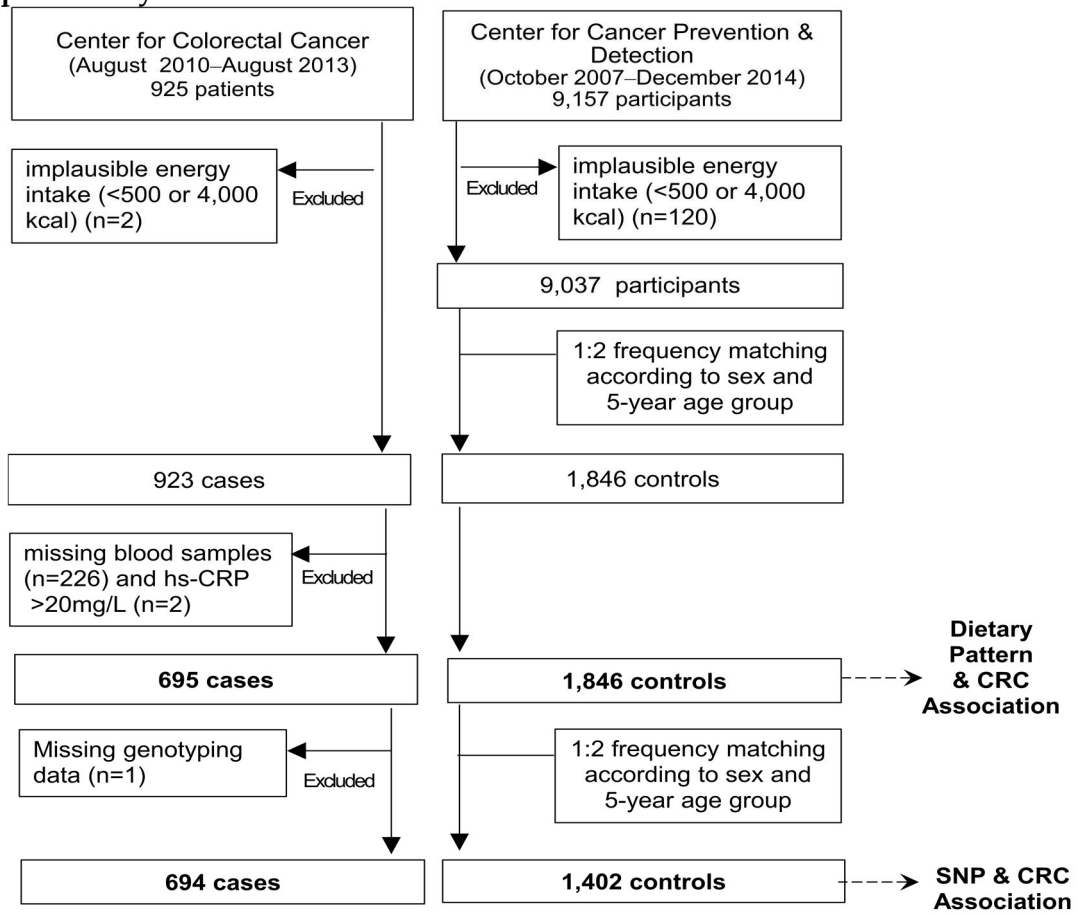 Center for Colorectal Cancer
(August 2010–August 2013)
925 patients
Center for Cancer Prevention &
Detection
(October 2007–December 2014)
9,157 participants
implausible energy
intake (<500 or 4,000
kcal) (n=2)
Excluded
Excluded
implausible energy
intake (<500 or 4,000
kcal) (n=120)
9,037 participants
1:2 frequency matching
according to sex and
5-year age group
923 cases
1,846 controls
missing blood samples
(n=226) and hs-CRP
>20mg/L (n=2)
Excluded
695 cases
1,846 controls
Dietary
Pattern
& CRC
Association
Missing genotyping
data (n=1)
Excluded
1:2 frequency matching
according to sex and
5-year age group
694 cases
1,402 controls
SNP & CRC
Association